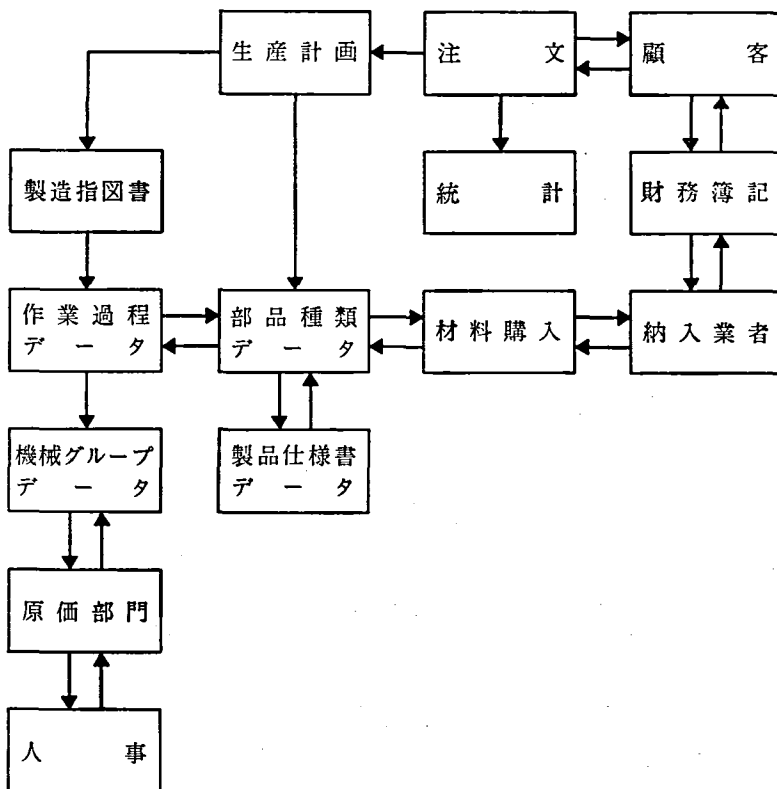 生産計画
注文
顧客
製造指図書
統計
財務簿記
作業過程
データ
部品種類
データ
材料購入
納入業者
機械グループ
データ
製品仕様書
データ
原価部門
人事